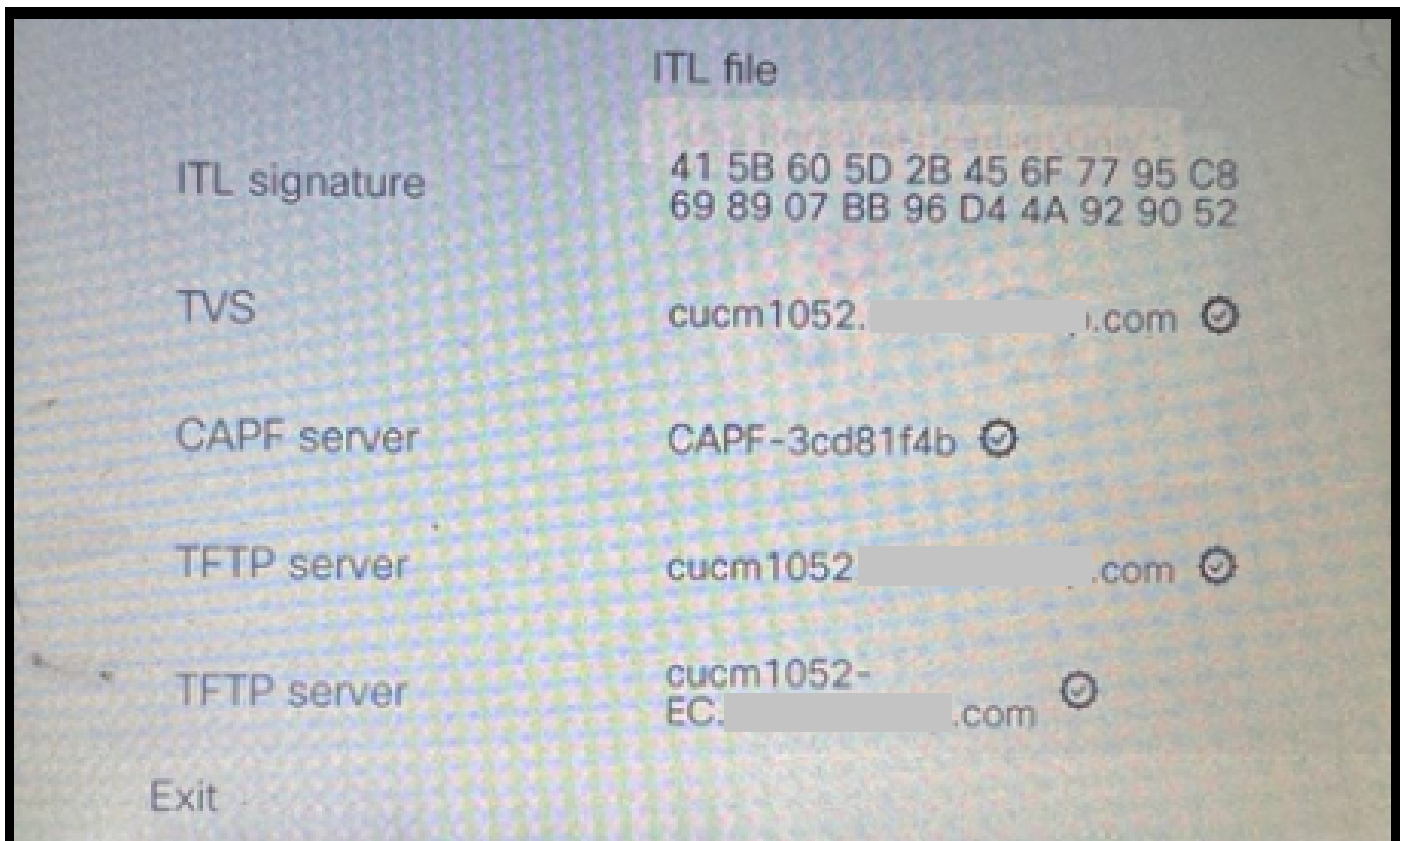 ITL file
ITL signature 41 5B 60 5D 2B 45 6F 77 95 C8
69 89 07 BB 96 D4 4A 92 90 52
TVS cucm1052. .com
CAPF server CAPF-3cd81f4b
TFTP server cucm1052 .com
TFTP server cucm1052-
EC. .com
Exit